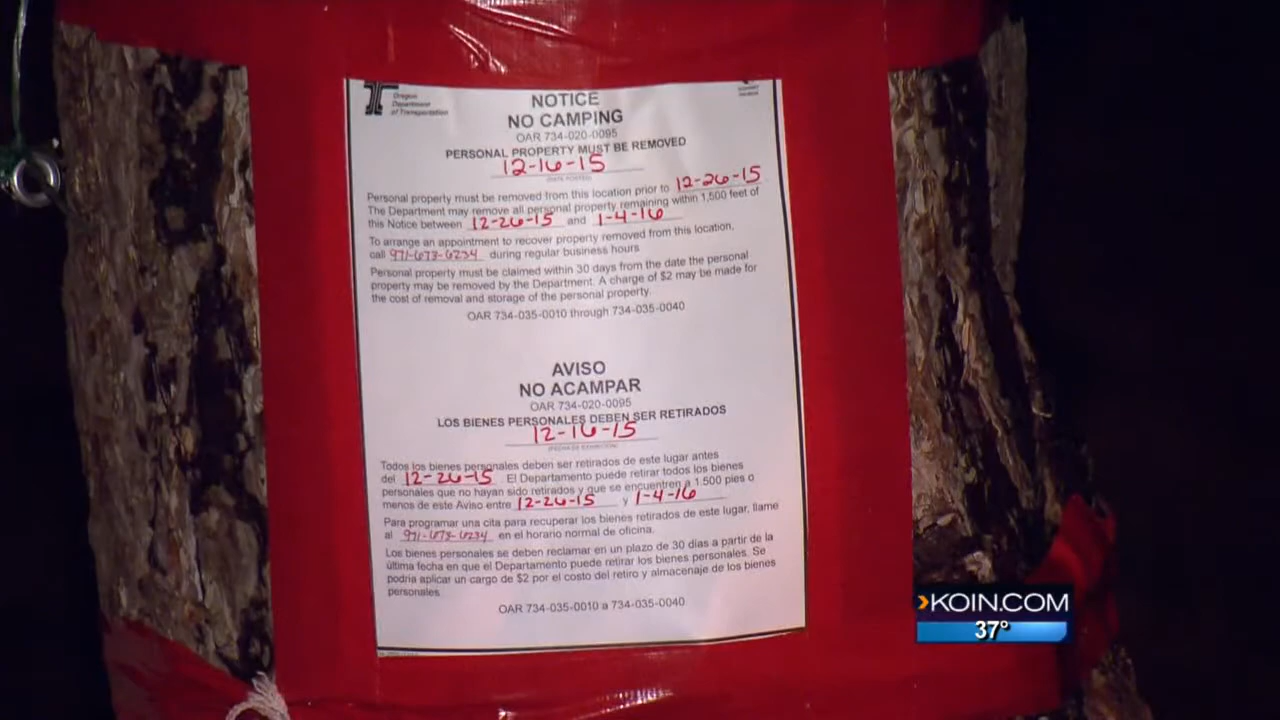 Oregon
Department
of Transportation
NOTICE
NO CAMPING
OAR 734-020-0095
PERSONAL PROPERTY MUST BE REMOVED
12-16-15
Personal property must be removed from this location prior to 12-26-15
The Department may remove all personal property remaining within 1,500 feet of
this Notice between 12-26-15 and 1-4-16
To arrange an appointment to recover property removed from this location,
call 971-673-6234 during regular business hours
Personal property must be claimed within 30 days from the date the personal
property may be removed by the Department. A charge of $2 may be made for
the cost of removal and storage of the personal property.
OAR 734-035-0010 through 734-035-0040
AVISO
NO ACAMPAR
OAR 734-020-0095
LOS BIENES PERSONALES DEBEN SER RETIRADOS
12-16-15
Todos los bienes personales deben ser retirados de este lugar antes
del 12-26-15. El Departamento puede retirar todos los bienes
personales que no hayan sido retirados y que se encuentren a 1.500 pies o
menos de este Aviso entre 12-26-15 y 1-4-16
Para programar una cita para recuperar los bienes retirados de este lugar, llame
al 971-673-6234 en el horario normal de oficina.
Los bienes personales se deben reclamar en un plazo de 30 días a partir de la
última fecha en que el Departamento puede retirar los bienes personales. Se
podría aplicar un cargo de $2 por el costo del retiro y almacenaje de los bienes
personales
OAR 734-035-0010 a 734-035-0040
KOIN.COM
37°